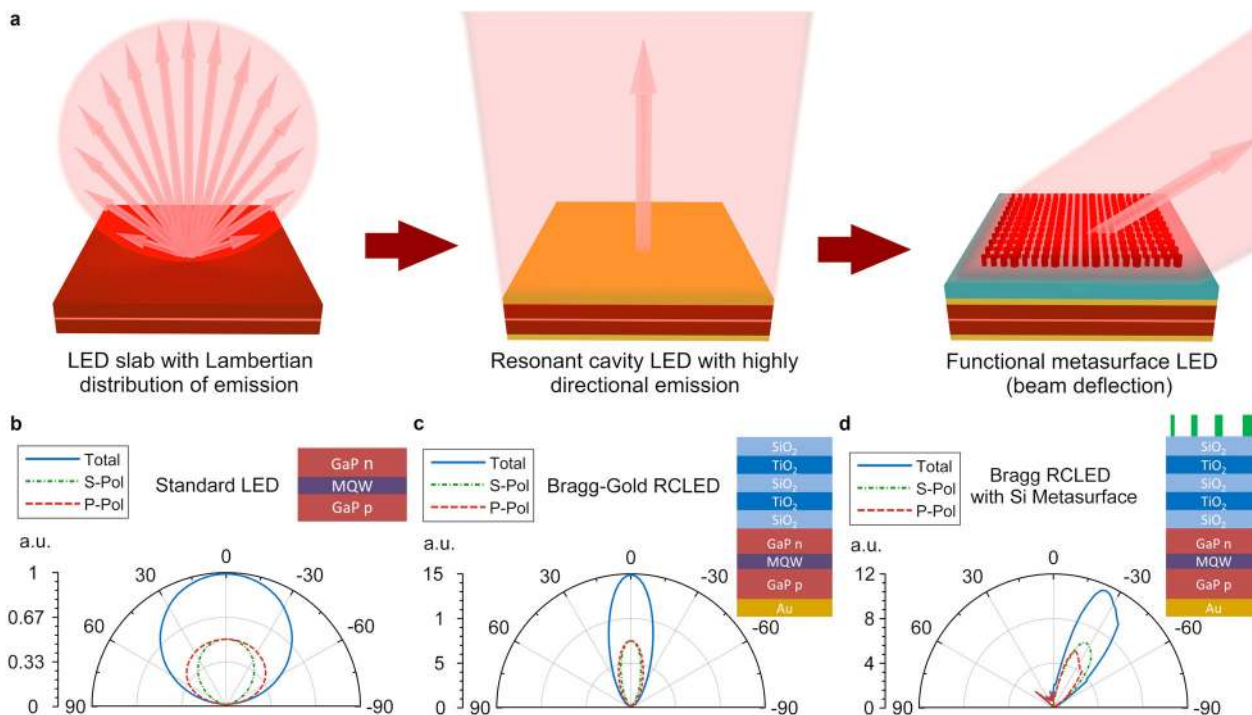 a
LED slab with Lambertian
distribution of emission
Resonant cavity LED with highly
directional emission
Functional metasurface LED
(beam deflection)
b
Total
S-Pol
P-Pol
Standard LED
GaP n
MQW
GaP p
a.u.
1
0.67
0.33
0
90
60
30
0
-30
-60
-90
c
Total
S-Pol
P-Pol
Bragg-Gold RCLED
SiO₂
TiO₂
SiO₂
TiO₂
SiO₂
GaP n
MQW
GaP p
Au
a.u.
15
10
5
0
90
60
30
0
-30
-60
-90
d
Total
S-Pol
P-Pol
Bragg RCLED
with Si Metasurface
SiO₂
TiO₂
SiO₂
TiO₂
SiO₂
GaP n
MQW
GaP p
Au
a.u.
12
8
4
0
90
60
30
0
-30
-60
-90